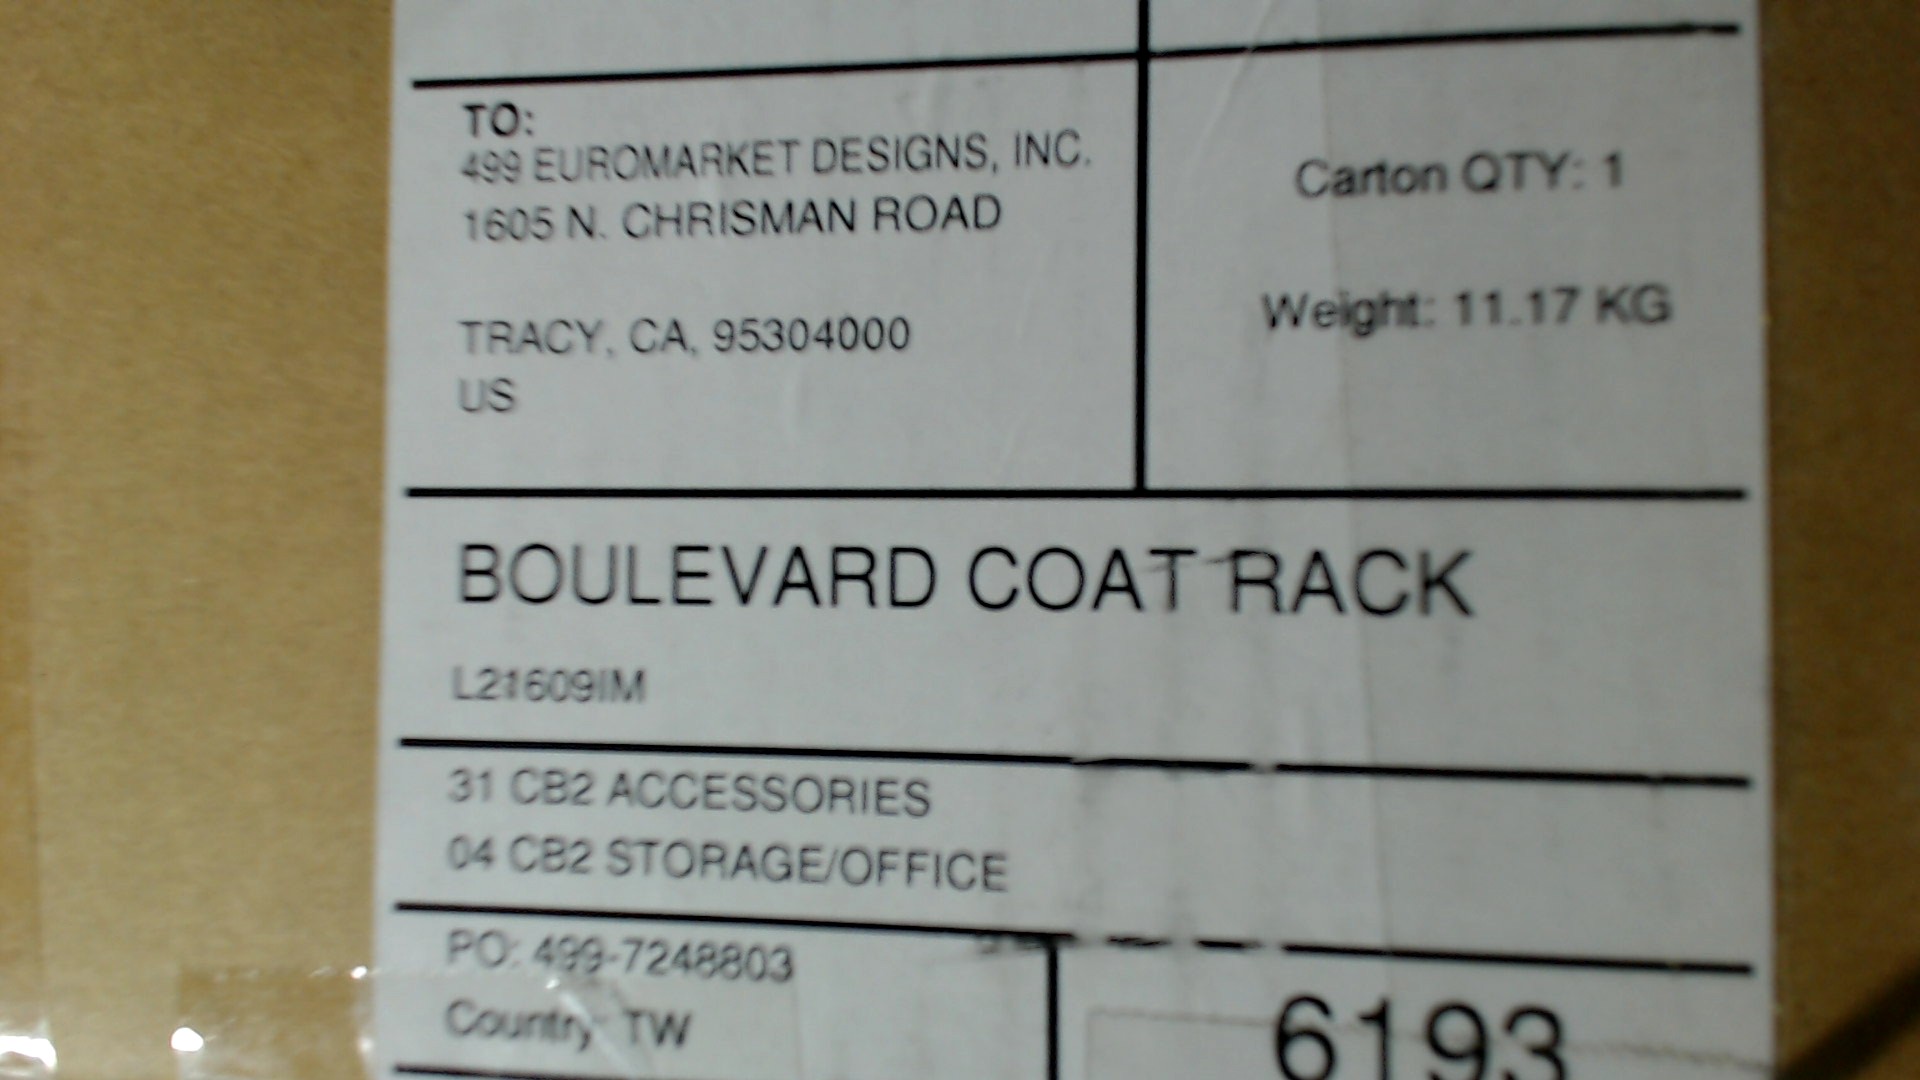 TO:
499 EUROMARKET DESIGNS, INC.
1605 N. CHRISMAN ROAD
TRACY, CA, 95304000
US
Carton QTY: 1
Weight: 11.17 KG
BOULEVARD COAT RACK
L21609IM
31 CB2 ACCESSORIES
04 CB2 STORAGE/OFFICE
PO: 499-7248803
Country: TW
6193